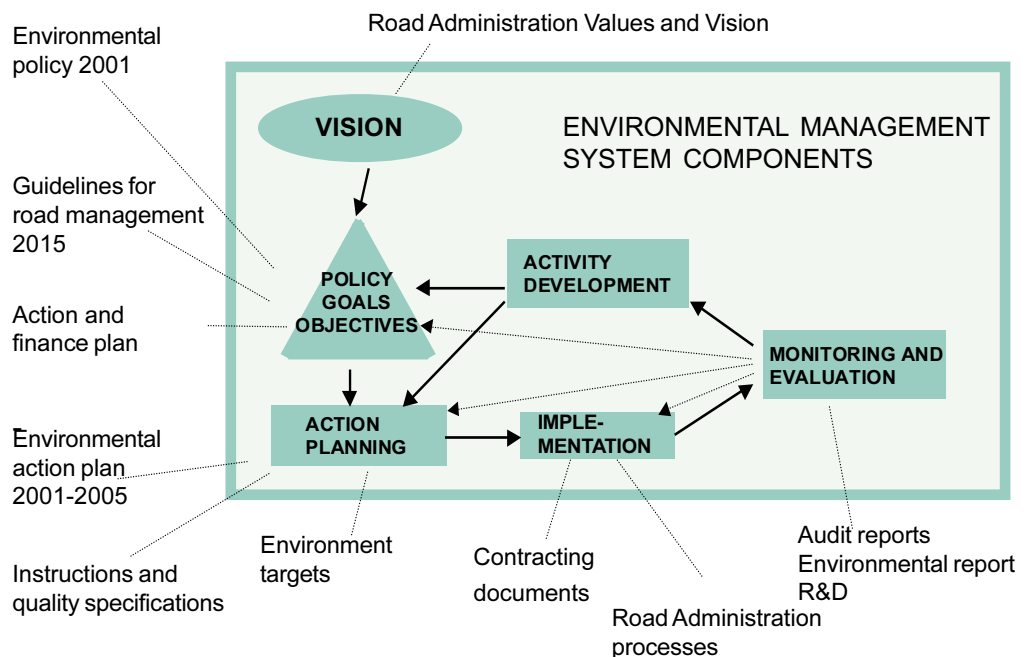 Road Administration Values and Vision
Environmental
policy 2001
VISION
ENVIRONMENTAL MANAGEMENT
SYSTEM COMPONENTS
Guidelines for
road management
2015
POLICY
GOALS
OBJECTIVES
ACTIVITY
DEVELOPMENT
Action and
finance plan
MONITORING AND
EVALUATION
ACTION
PLANNING
IMPLE-
MENTATION
Environmental
action plan
2001-2005
Environment
targets
Contracting
documents
Audit reports
Environmental report
R&D
Instructions and
quality specifications
Road Administration
processes